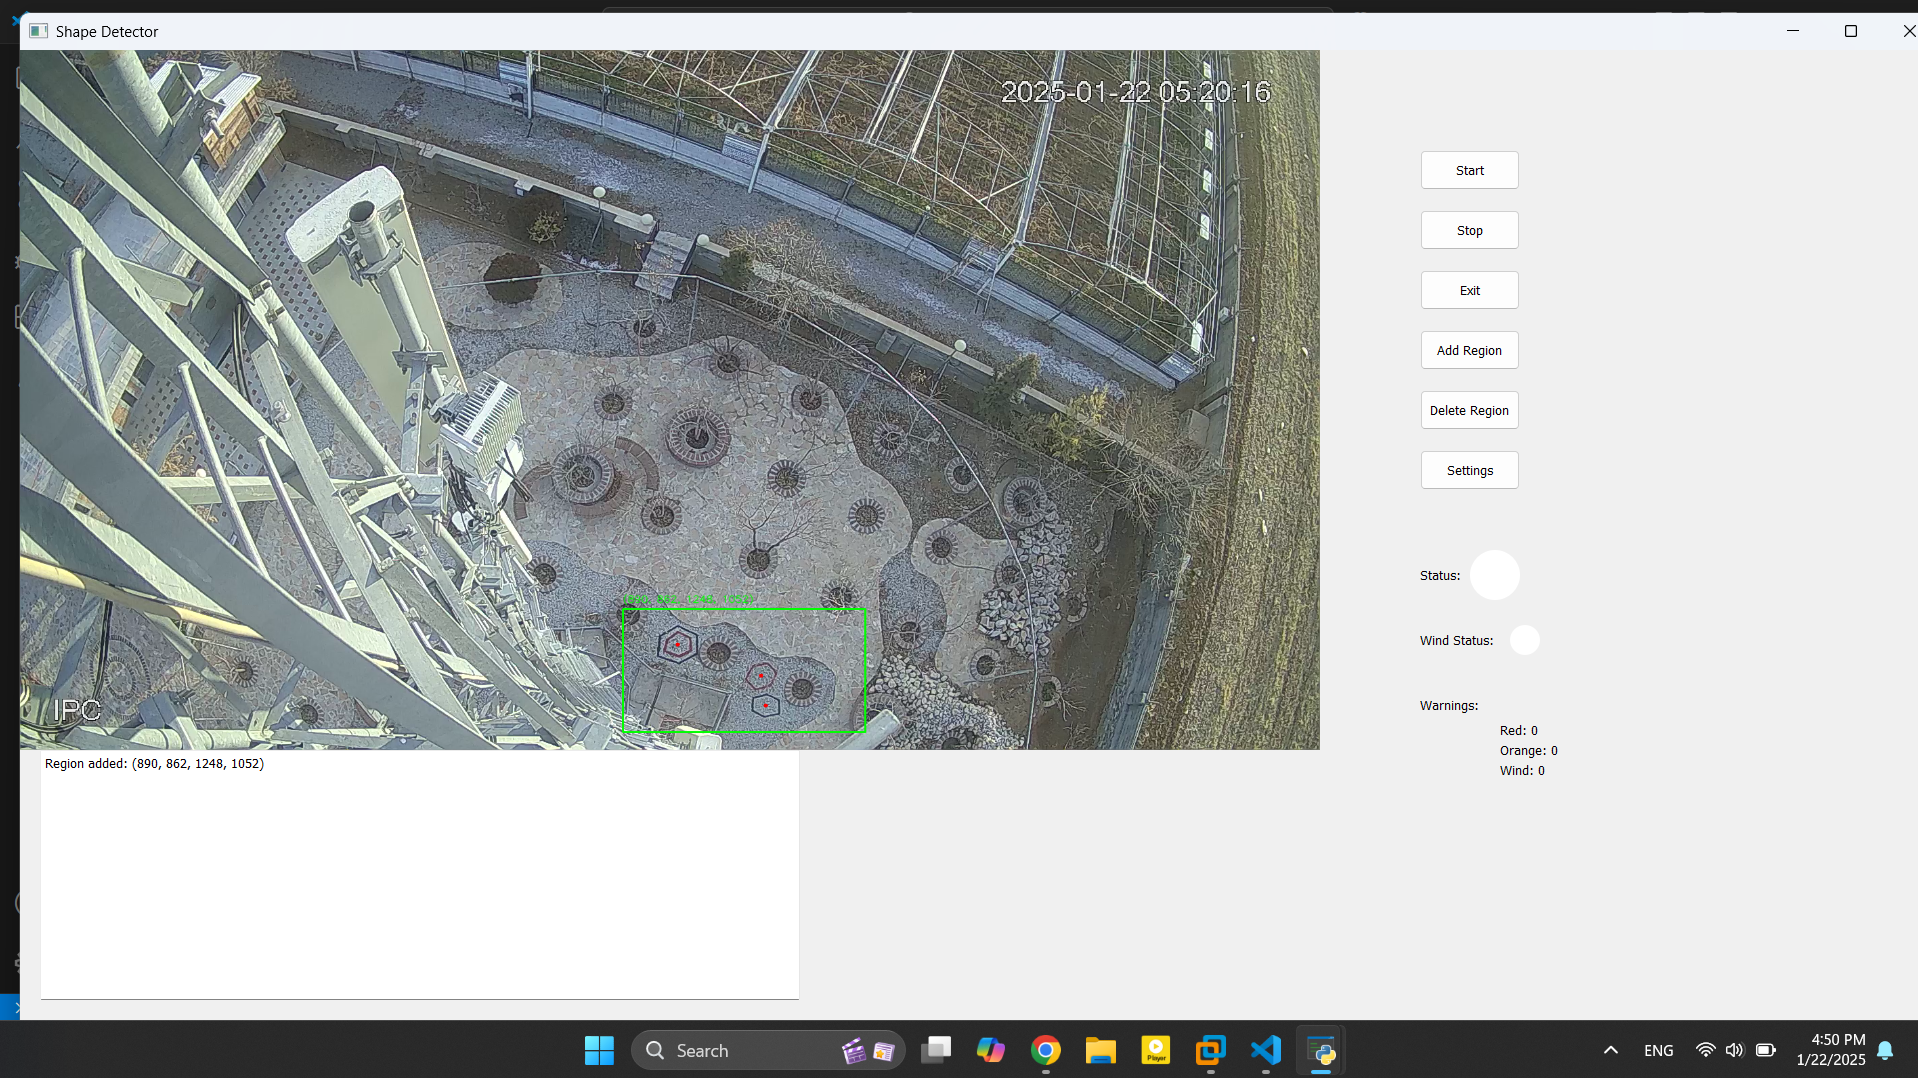 Shape Detector
2025-01-22 05:20:16
IPC
Start
Stop
Exit
Add Region
Delete Region
Settings
Status:
Wind Status:
Warnings:
Red: 0
Orange: 0
Wind: 0
Region added: (890, 862, 1248, 1052)
Search
Player
ENG
4:50 PM
1/22/2025